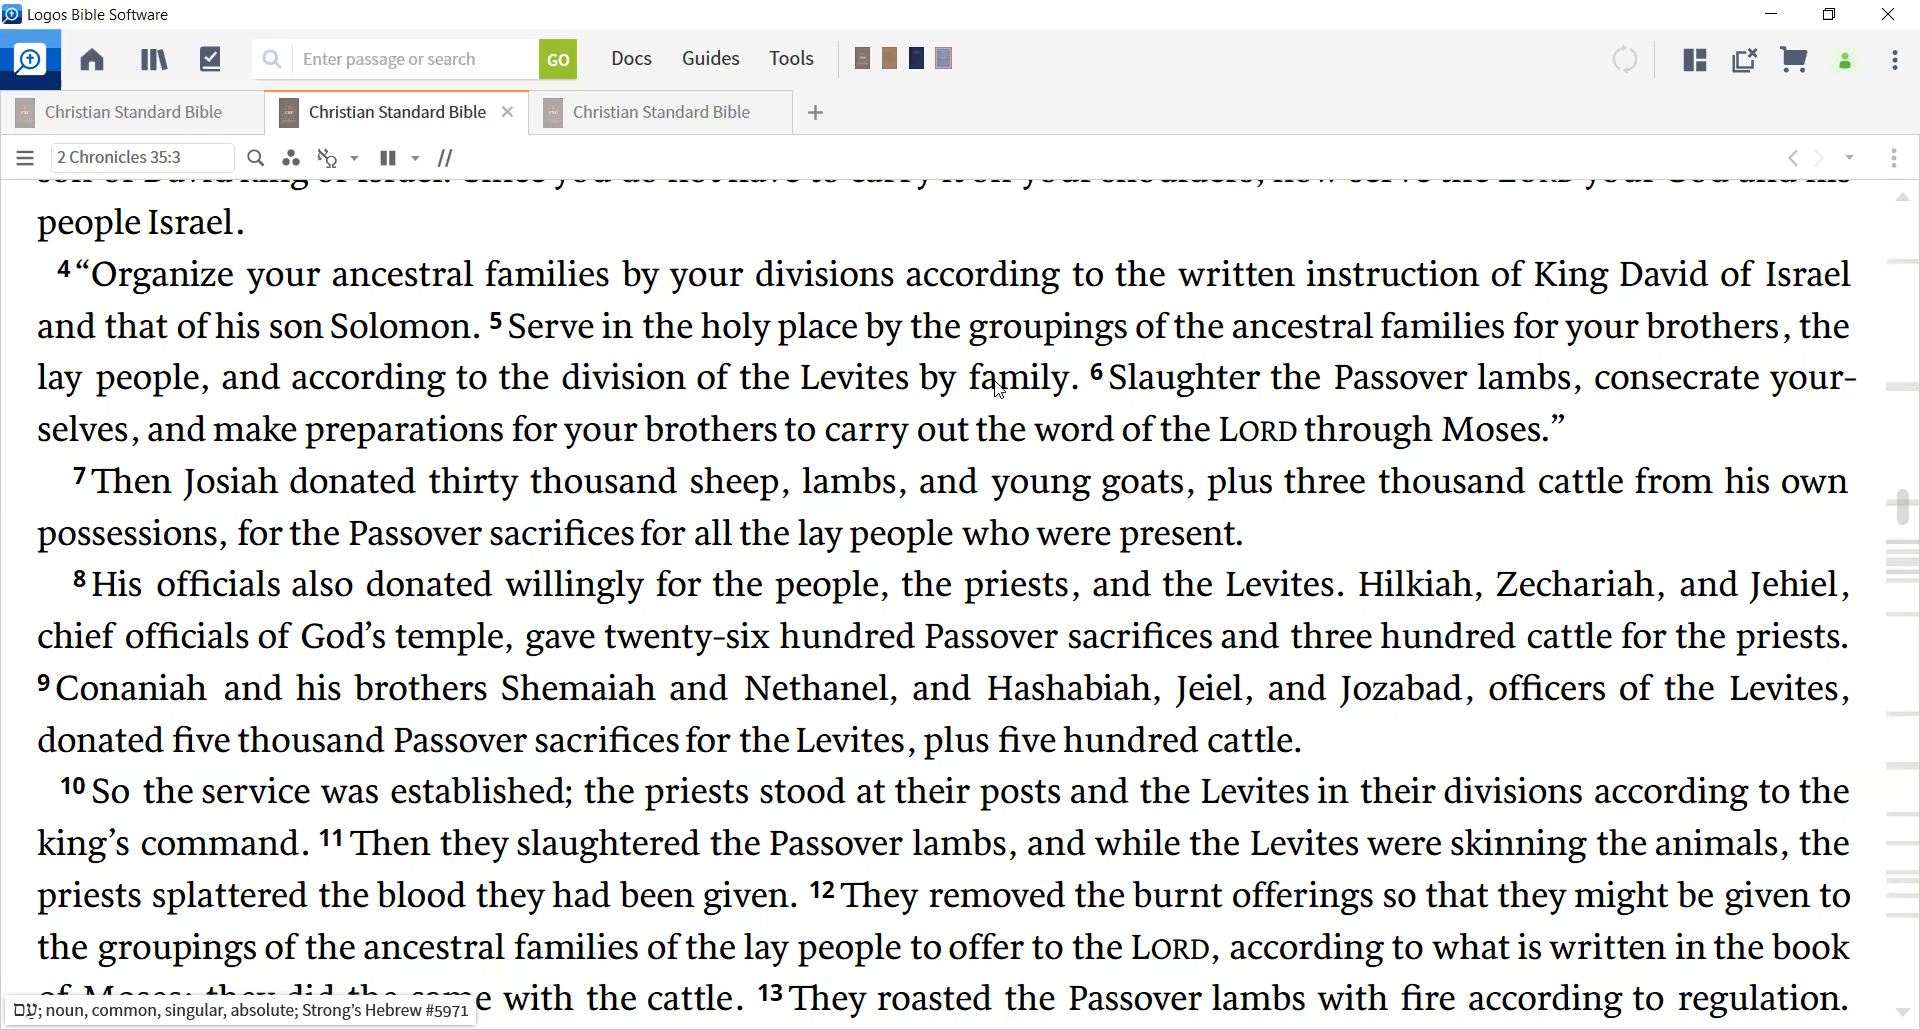 Logos Bible Software
Enter passage or search GO Docs Guides Tools
Christian Standard Bible Christian Standard Bible Christian Standard Bible
2 Chronicles 35:3
people Israel.
4 “Organize your ancestral families by your divisions according to the written instruction of King David of Israel
and that of his son Solomon. 5 Serve in the holy place by the groupings of the ancestral families for your brothers, the
lay people, and according to the division of the Levites by family. 6 Slaughter the Passover lambs, consecrate your-
selves, and make preparations for your brothers to carry out the word of the LORD through Moses.”
7 Then Josiah donated thirty thousand sheep, lambs, and young goats, plus three thousand cattle from his own
possessions, for the Passover sacrifices for all the lay people who were present.
8 His officials also donated willingly for the people, the priests, and the Levites. Hilkiah, Zechariah, and Jehiel,
chief officials of God’s temple, gave twenty-six hundred Passover sacrifices and three hundred cattle for the priests.
9 Conaniah and his brothers Shemaiah and Nethanel, and Hashabiah, Jeiel, and Jozabad, officers of the Levites,
donated five thousand Passover sacrifices for the Levites, plus five hundred cattle.
10 So the service was established; the priests stood at their posts and the Levites in their divisions according to the
king’s command. 11 Then they slaughtered the Passover lambs, and while the Levites were skinning the animals, the
priests splattered the blood they had been given. 12 They removed the burnt offerings so that they might be given to
the groupings of the ancestral families of the lay people to offer to the LORD, according to what is written in the book
with the cattle. 13 They roasted the Passover lambs with fire according to regulation.
עַם; noun, common, singular, absolute; Strong’s Hebrew #5971